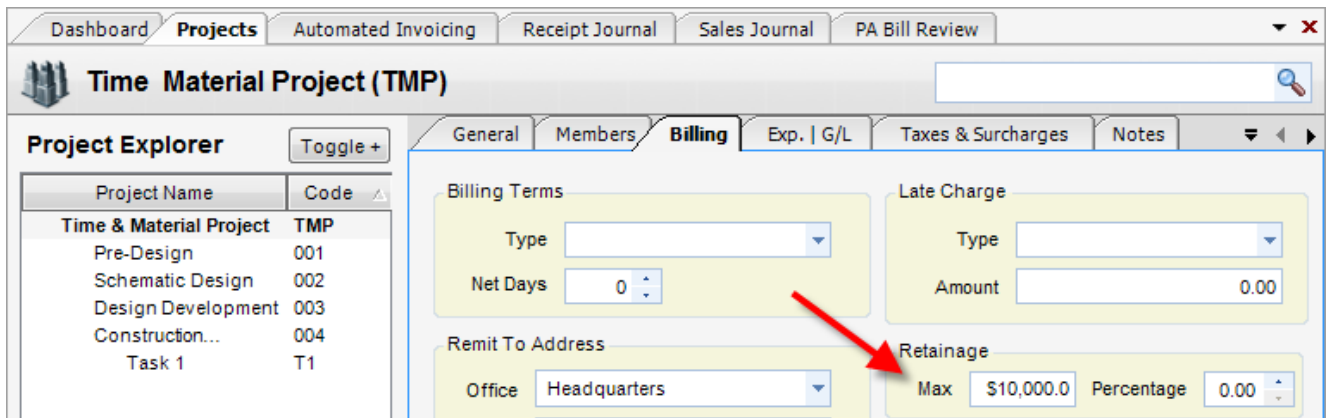 Dashboard Projects Automated Invoicing Receipt Journal Sales Journal PA Bill Review
Time Material Project (TMP)
Project Explorer Toggle +
General Members Billing Exp. | G/L Taxes & Surcharges Notes
Project Name Code
Time & Material Project TMP
Pre-Design 001
Schematic Design 002
Design Development 003
Construction... 004
Task 1 T1
Billing Terms
Type
Net Days 0
Late Charge
Type
Amount 0.00
Remit To Address
Office Headquarters
Retainage
Max $10,000.0 Percentage 0.00